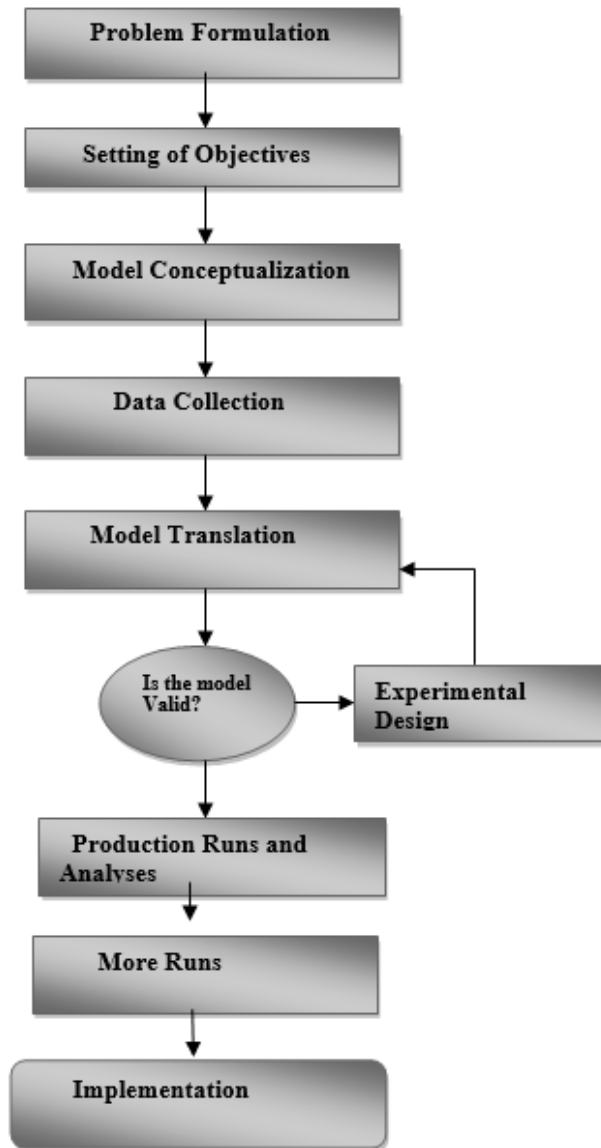 Problem Formulation
Setting of Objectives
Model Conceptualization
Data Collection
Model Translation
Is the model
Valid?
Experimental
Design
Production Runs and
Analyses
More Runs
Implementation